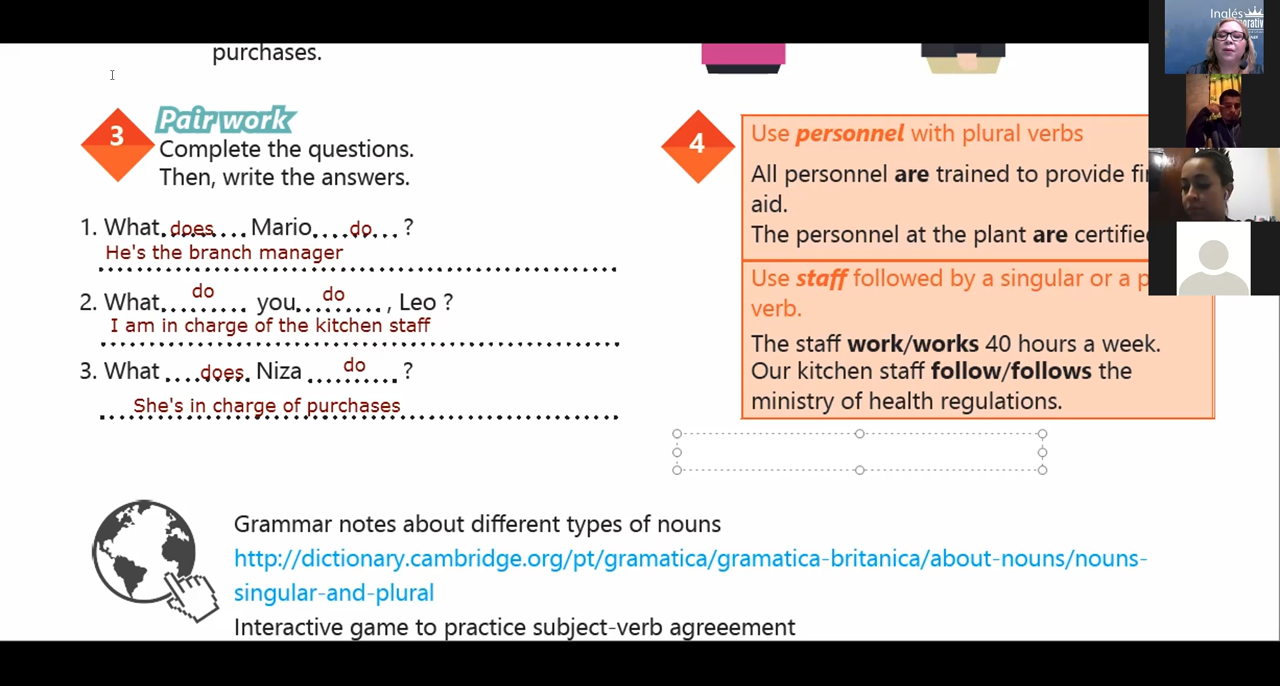 purchases.
3
Pair work
Complete the questions.
Then, write the answers.
1. What does Mario do ?
He's the branch manager
2. What do you do , Leo ?
I am in charge of the kitchen staff
3. What does Niza do ?
She's in charge of purchases
4
Use personnel with plural verbs
All personnel are trained to provide
aid.
The personnel at the plant are
Use staff followed by a singular or a
verb.
The staff work/works 40 hours a week.
Our kitchen staff follow/follows the
ministry of health regulations.
Grammar notes about different types of nouns
http://dictionary.cambridge.org/pt/gramatica/gramatica-britanica/about-nouns/nouns-
singular-and-plural
Interactive game to practice subject-verb agreeement
Inglés